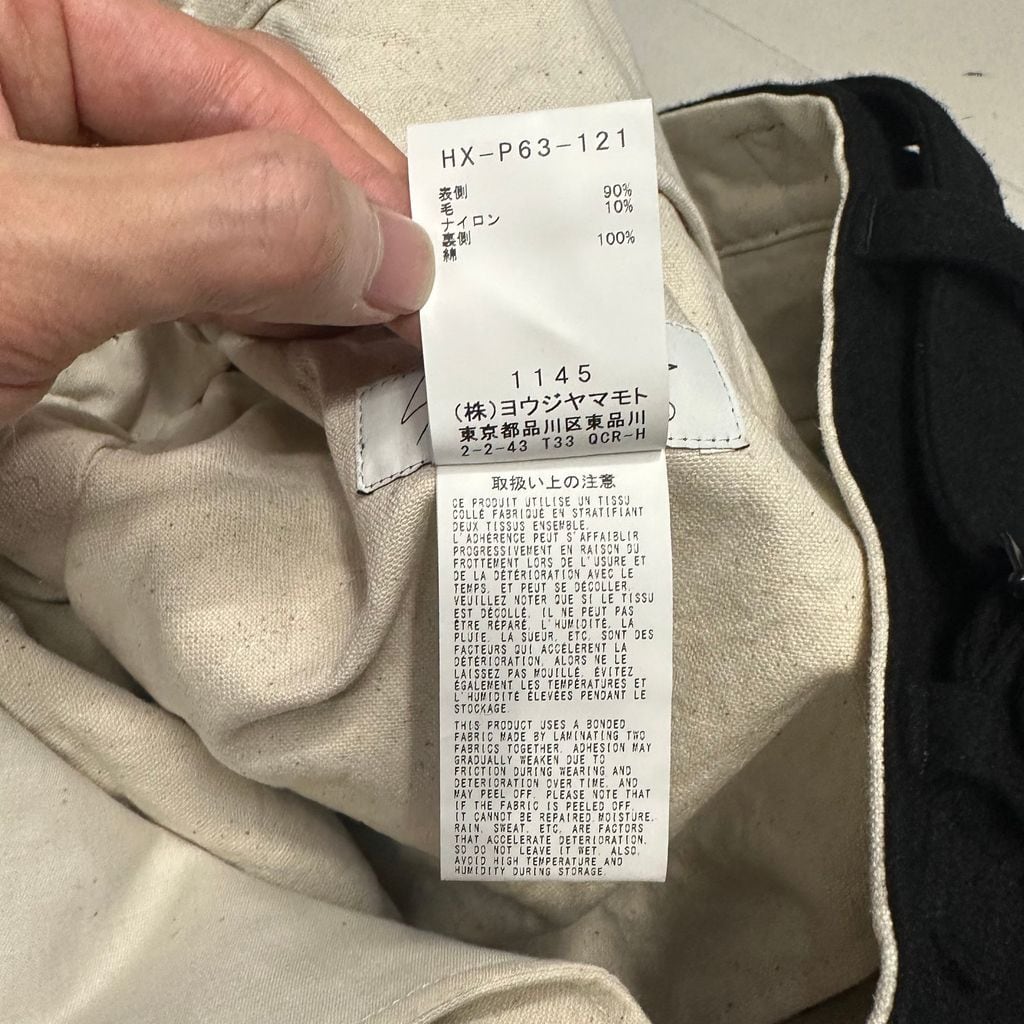 HX-P63-121
表側 90%
毛 10%
ナイロン
裏側 100%
綿
1145
(株)ヨウジヤマモト
東京都品川区東品川
2-2-43 T33 QCR-H
取扱い上の注意
CE PRODUIT UTILISE UN TISSU
COLLÉ FABRIQUÉ EN STRATIFIANT
DEUX TISSUS ENSEMBLE.
L'ADHÉRENCE PEUT S'AFFAIBLIR
PROGRESSIVEMENT EN RAISON DU
FROTTEMENT LORS DE L'USURE ET
DE LA DÉTÉRIORATION AVEC LE
TEMPS, ET PEUT SE DÉCOLLER.
VEUILLEZ NOTER QUE SI LE TISSU
EST DÉCOLLÉ, IL NE PEUT PAS
ÊTRE RÉPARÉ. L'HUMIDITÉ, LA
PLUIE, LA SUEUR, ETC. SONT DES
FACTEURS QUI ACCÉLÈRENT LA
DÉTÉRIORATION, ALORS NE LE
LAISSEZ PAS MOUILLÉ. ÉVITEZ
ÉGALEMENT LES TEMPÉRATURES ET
L'HUMIDITÉ ÉLEVÉES PENDANT LE
STOCKAGE.
THIS PRODUCT USES A BONDED
FABRIC MADE BY LAMINATING TWO
FABRICS TOGETHER. ADHESION MAY
GRADUALLY WEAKEN DUE TO
FRICTION DURING WEARING AND
DETERIORATION OVER TIME, AND
MAY PEEL OFF. PLEASE NOTE THAT
IF THE FABRIC IS PEELED OFF,
IT CANNOT BE REPAIRED.MOISTURE,
RAIN, SWEAT, ETC. ARE FACTORS
THAT ACCELERATE DETERIORATION,
SO DO NOT LEAVE IT WET. ALSO,
AVOID HIGH TEMPERATURE AND
HUMIDITY DURING STORAGE.